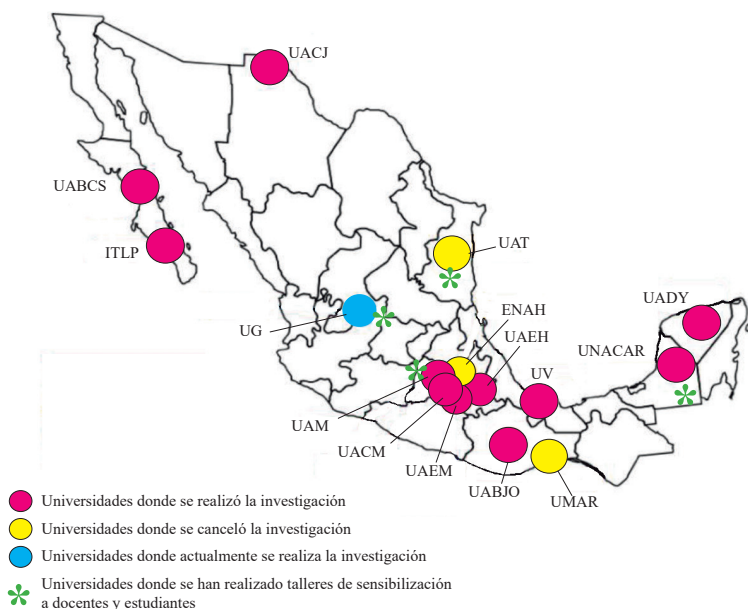 UACJ
UABCS
ITLP
UAT
UG
ENAH
UADY
UAEH
UNACAR
UV
UAM
UACM
UAEM
UABJO
UMAR
Universidades donde se realizó la investigación
Universidades donde se canceló la investigación
Universidades donde actualmente se realiza la investigación
Universidades donde se han realizado talleres de sensibilización
a docentes y estudiantes